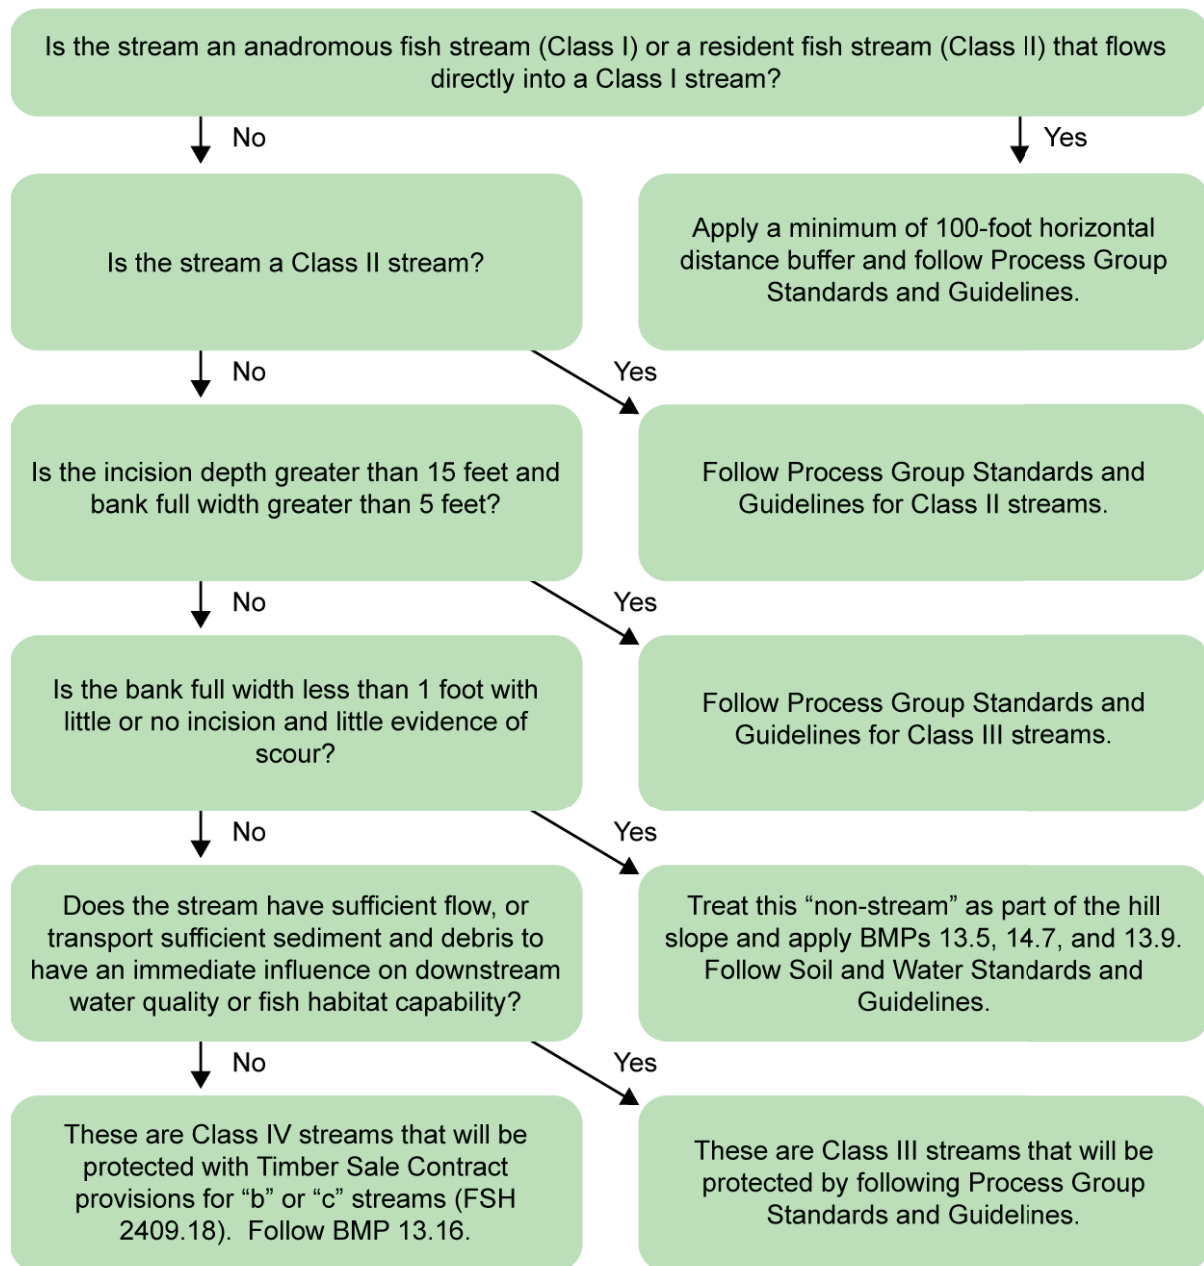 Is the stream an anadromous fish stream (Class I) or a resident fish stream (Class II) that flows
directly into a Class I stream?
No
Yes
Is the stream a Class II stream?
Apply a minimum of 100-foot horizontal
distance buffer and follow Process Group
Standards and Guidelines.
No
Yes
Is the incision depth greater than 15 feet and
bank full width greater than 5 feet?
Follow Process Group Standards and
Guidelines for Class II streams.
No
Yes
Is the bank full width less than 1 foot with
little or no incision and little evidence of
scour?
Follow Process Group Standards and
Guidelines for Class III streams.
No
Yes
Does the stream have sufficient flow, or
transport sufficient sediment and debris to
have an immediate influence on downstream
water quality or fish habitat capability?
Treat this “non-stream” as part of the hill
slope and apply BMPs 13.5, 14.7, and 13.9.
Follow Soil and Water Standards and
Guidelines.
No
Yes
These are Class IV streams that will be
protected with Timber Sale Contract
provisions for “b” or “c” streams (FSH
2409.18).  Follow BMP 13.16.
These are Class III streams that will be
protected by following Process Group
Standards and Guidelines.